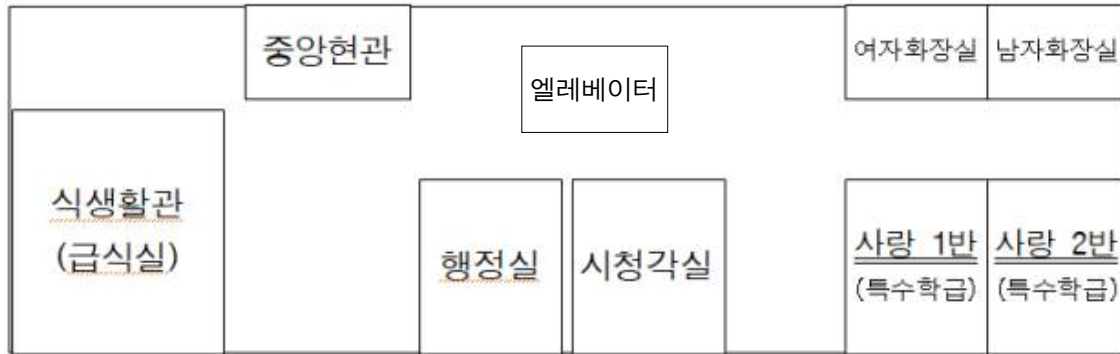 중앙현관
엘레베이터
여자화장실
남자화장실
식생활관
(급식실)
행정실
시청각실
사랑 1반
(특수학급)
사랑 2반
(특수학급)